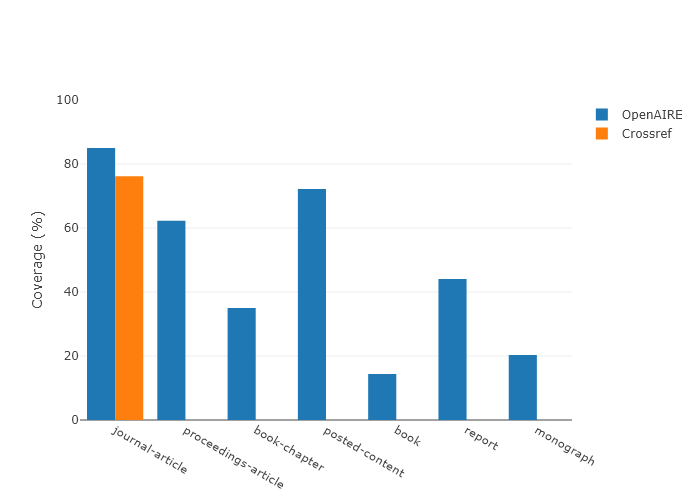 100
80
60
40
20
0
Coverage (%)
OpenAIRE
Crossref
journal-article
proceedings-article
book-chapter
posted-content
book
report
monograph